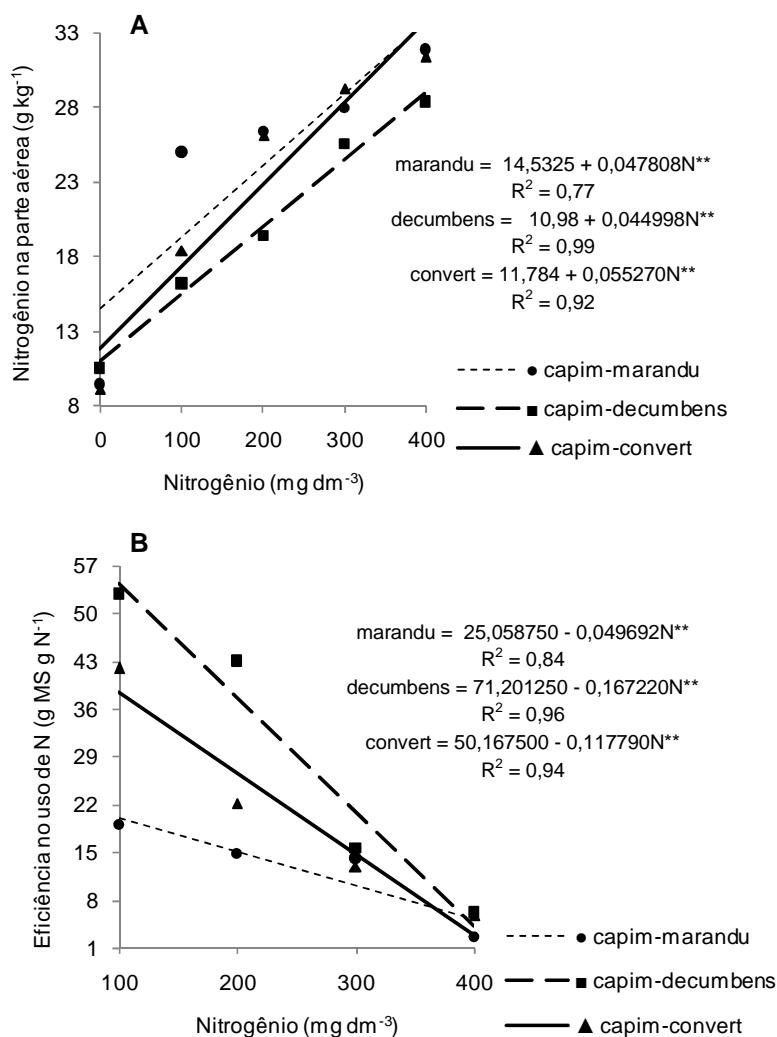 A
Nitrogênio na parte aérea (g kg⁻¹)
33
28
23
18
13
8
marandu = 14,5325 + 0,047808N**
R² = 0,77
decumbens = 10,98 + 0,044998N**
R² = 0,99
convert = 11,784 + 0,055270N**
R² = 0,92
capim-marandu
capim-decumbens
capim-convert
0 100 200 300 400
Nitrogênio (mg dm⁻³)
B
Eficiência no uso de N (g MS g N⁻¹)
57
50
43
36
29
22
15
8
1
marandu = 25,058750 - 0,049692N**
R² = 0,84
decumbens = 71,201250 - 0,167220N**
R² = 0,96
convert = 50,167500 - 0,117790N**
R² = 0,94
capim-marandu
capim-decumbens
capim-convert
100 200 300 400
Nitrogênio (mg dm⁻³)